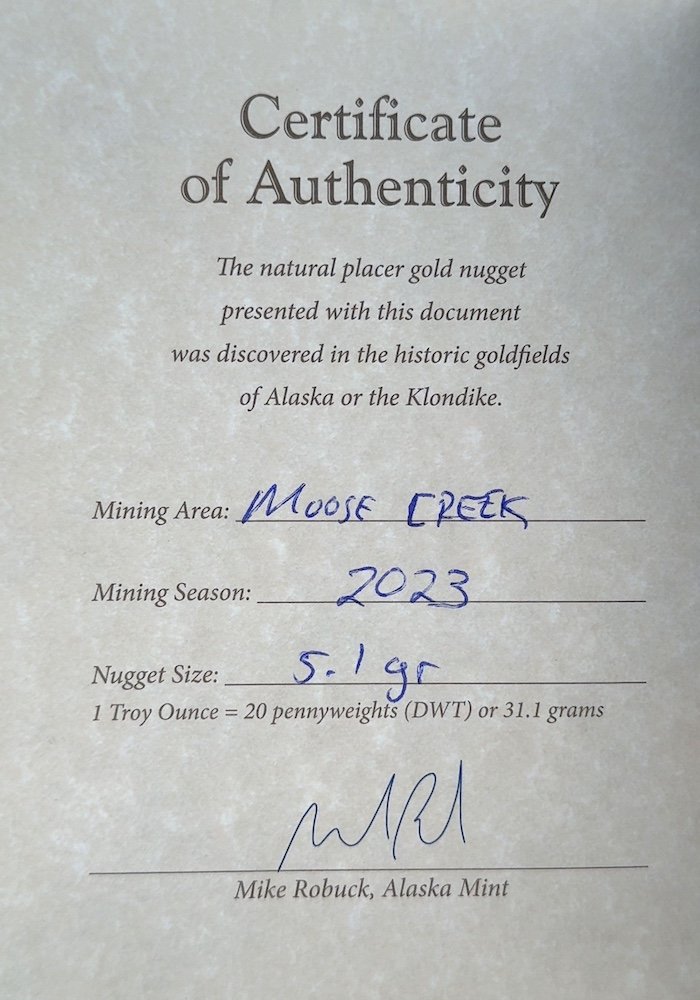 Certificate
of Authenticity
The natural placer gold nugget
presented with this document
was discovered in the historic goldfields
of Alaska or the Klondike.
Mining Area: MOOSE CREEK
Mining Season: 2023
Nugget Size: 5.1 gr
1 Troy Ounce = 20 pennyweights (DWT) or 31.1 grams
Mike Robuck, Alaska Mint